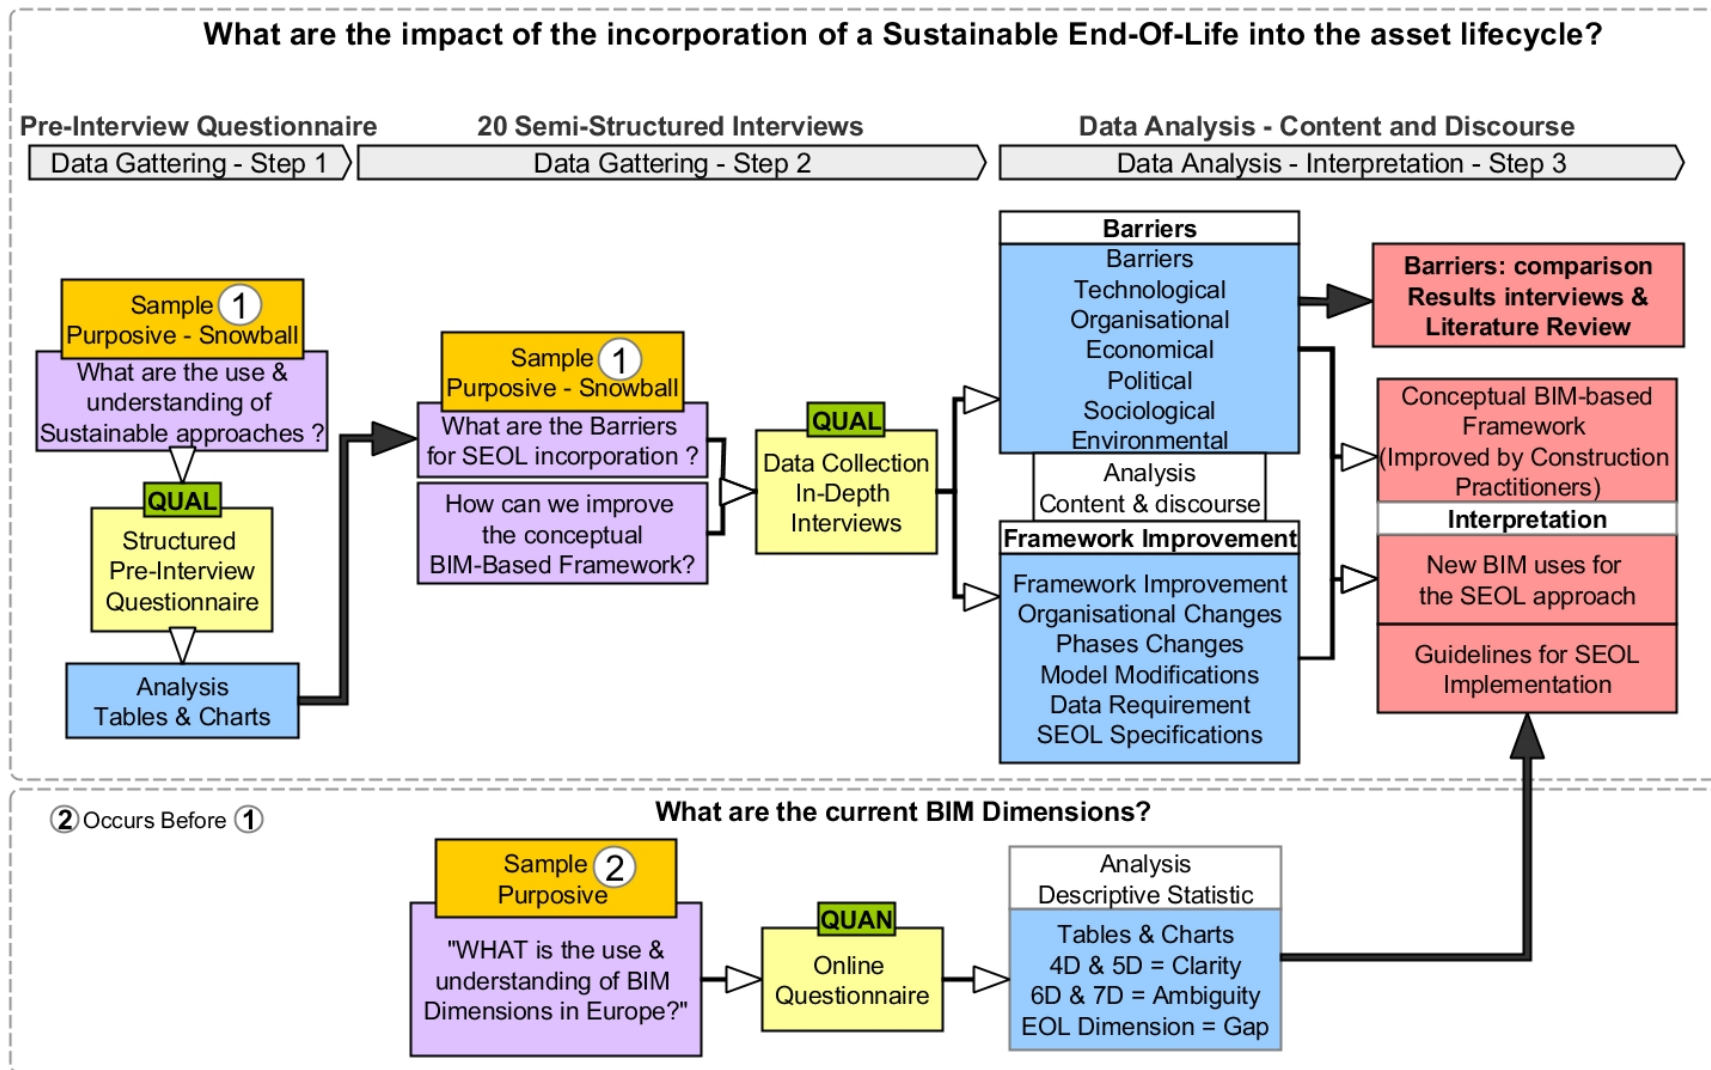 What are the impact of the incorporation of a Sustainable End-Of-Life into the asset lifecycle?
Pre-Interview Questionnaire
Data Gattering - Step 1
20 Semi-Structured Interviews
Data Gattering - Step 2
Data Analysis - Content and Discourse
Data Analysis - Interpretation - Step 3
Sample 1
Purposive - Snowball
What are the use &
understanding of
Sustainable approaches ?
QUAL
Structured
Pre-Interview
Questionnaire
Analysis
Tables & Charts
Sample 1
Purposive - Snowball
What are the Barriers
for SEOL incorporation ?
How can we improve
the conceptual
BIM-Based Framework?
QUAL
Data Collection
In-Depth
Interviews
Barriers
Barriers
Technological
Organisational
Economical
Political
Sociological
Environmental
Analysis
Content & discourse
Framework Improvement
Framework Improvement
Organisational Changes
Phases Changes
Model Modifications
Data Requirement
SEOL Specifications
Barriers: comparison
Results interviews &
Literature Review
Conceptual BIM-based
Framework
(Improved by Construction
Practitioners)
Interpretation
New BIM uses for
the SEOL approach
Guidelines for SEOL
Implementation
2 Occurs Before 1
What are the current BIM Dimensions?
Sample 2
Purposive
"WHAT is the use &
understanding of BIM
Dimensions in Europe?"
QUAN
Online
Questionnaire
Analysis
Descriptive Statistic
Tables & Charts
4D & 5D = Clarity
6D & 7D = Ambiguity
EOL Dimension = Gap